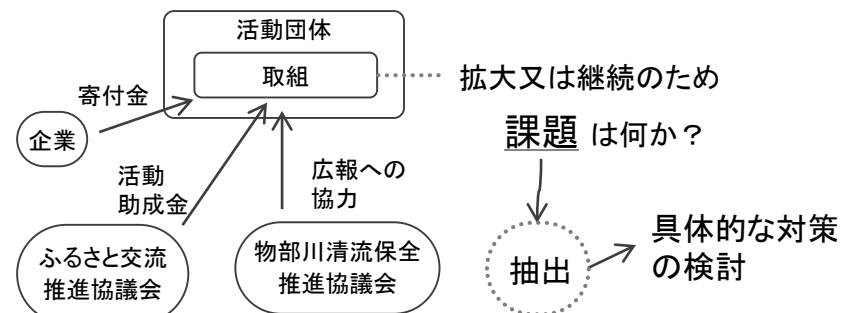 活動団体
取組
寄付金
企業
活動
助成金
広報への
協力
ふるさと交流
推進協議会
物部川清流保全
推進協議会
拡大又は継続のため
課題 は何か？
抽出
具体的な対策
の検討